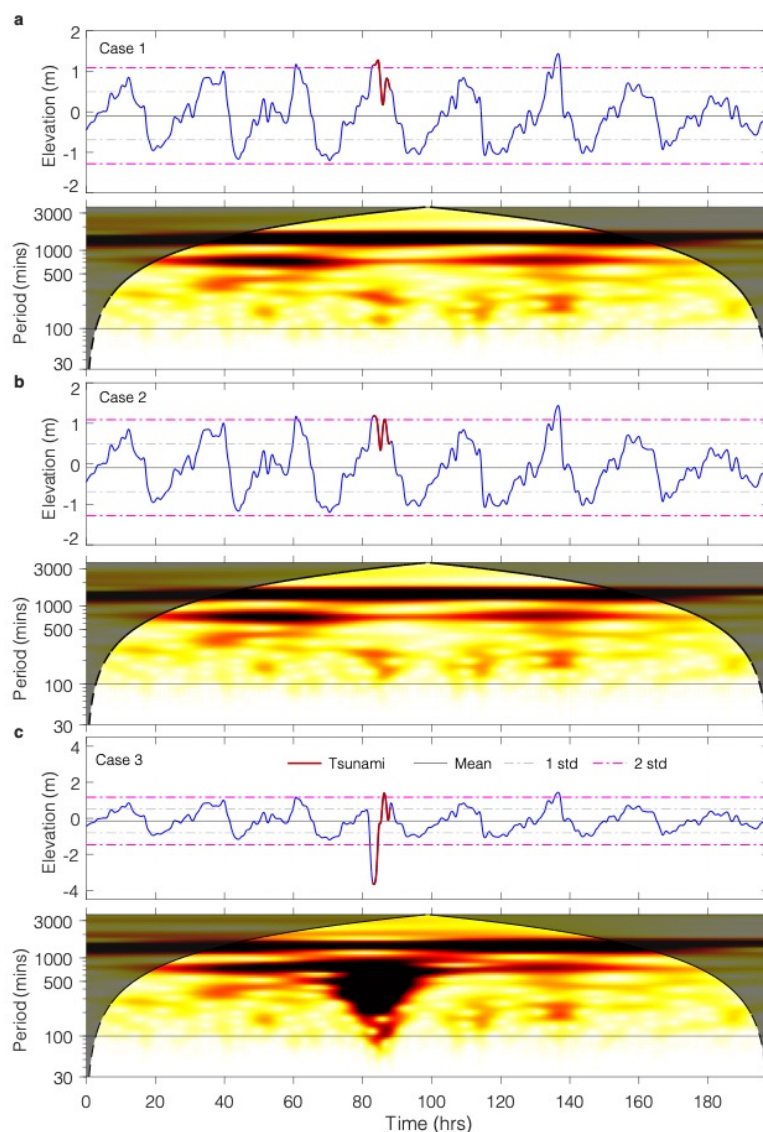 a
Case 1
Elevation (m)
2
1
0
-1
2
Period (mins)
3000
1000
500
100
30
b
Case 2
Elevation (m)
2
1
0
-1
-2
Period (mins)
3000
1000
500
100
30
c
Case 3
Tsunami Mean 1 std 2 std
Elevation (m)
4
2
0
-2
-4
Period (mins)
3000
1000
500
100
30
0 20 40 60 80 100 120 140 160 180
Time (hrs)